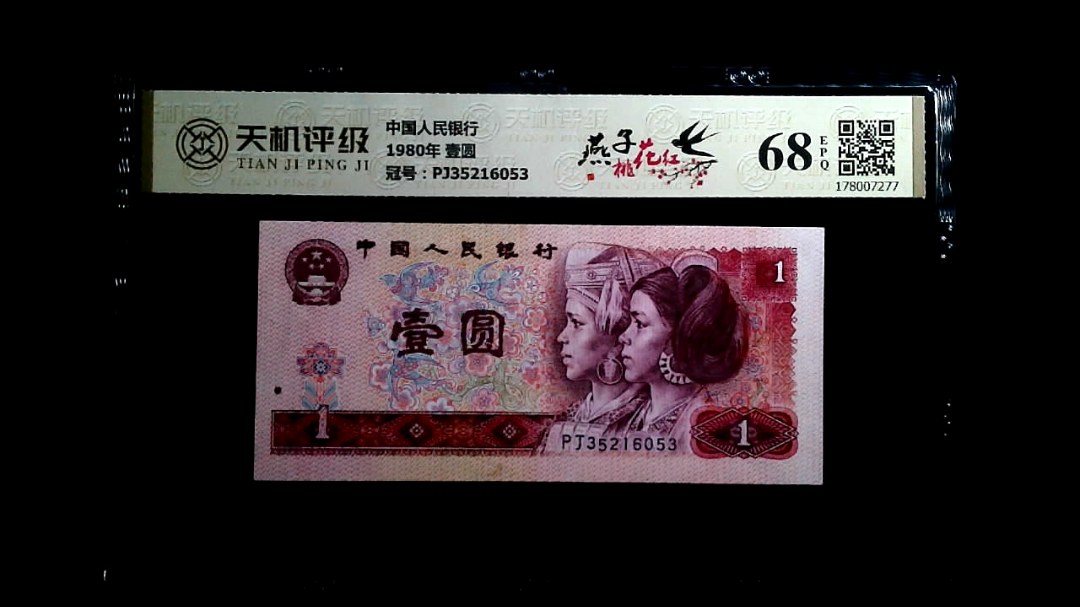 天机评级
TIAN JI PING JI
中国人民银行
1980年 壹圆
冠号：PJ35216053
燕子
桃花红
68
EPQ
178007277
中国人民银行
1
壹圆
1
PJ35216053
1